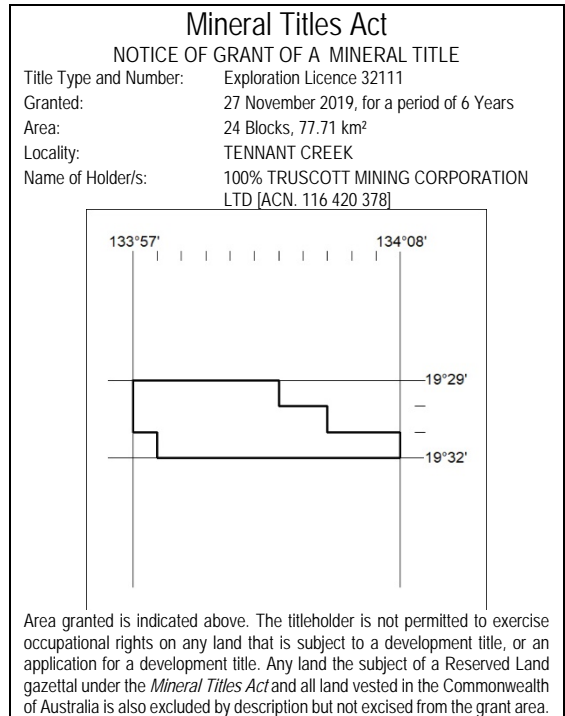 Mineral Titles Act
NOTICE OF GRANT OF A MINERAL TITLE
Title Type and Number: Exploration Licence 32111
Granted: 27 November 2019, for a period of 6 Years
Area: 24 Blocks, 77.71 km²
Locality: TENNANT CREEK
Name of Holder/s: 100% TRUSCOTT MINING CORPORATION
LTD [ACN. 116 420 378]
133°57' 134°08'
19°29'
19°32'
Area granted is indicated above. The titleholder is not permitted to exercise
occupational rights on any land that is subject to a development title, or an
application for a development title. Any land the subject of a Reserved Land
gazettal under the Mineral Titles Act and all land vested in the Commonwealth
of Australia is also excluded by description but not excised from the grant area.